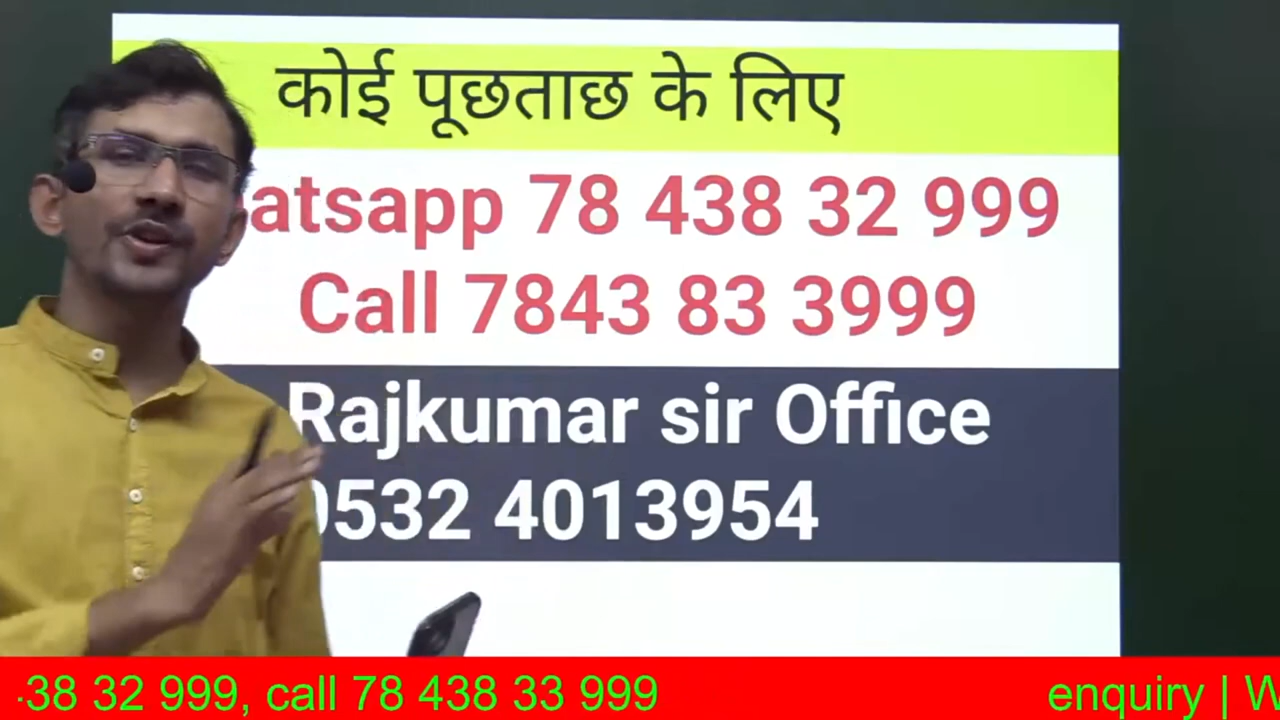 कोई पूछताछ के लिए
atsapp 78 438 32 999
Call 7843 83 3999
Rajkumar sir Office
0532 4013954
38 32 999, call 78 438 33 999
enquiry | W